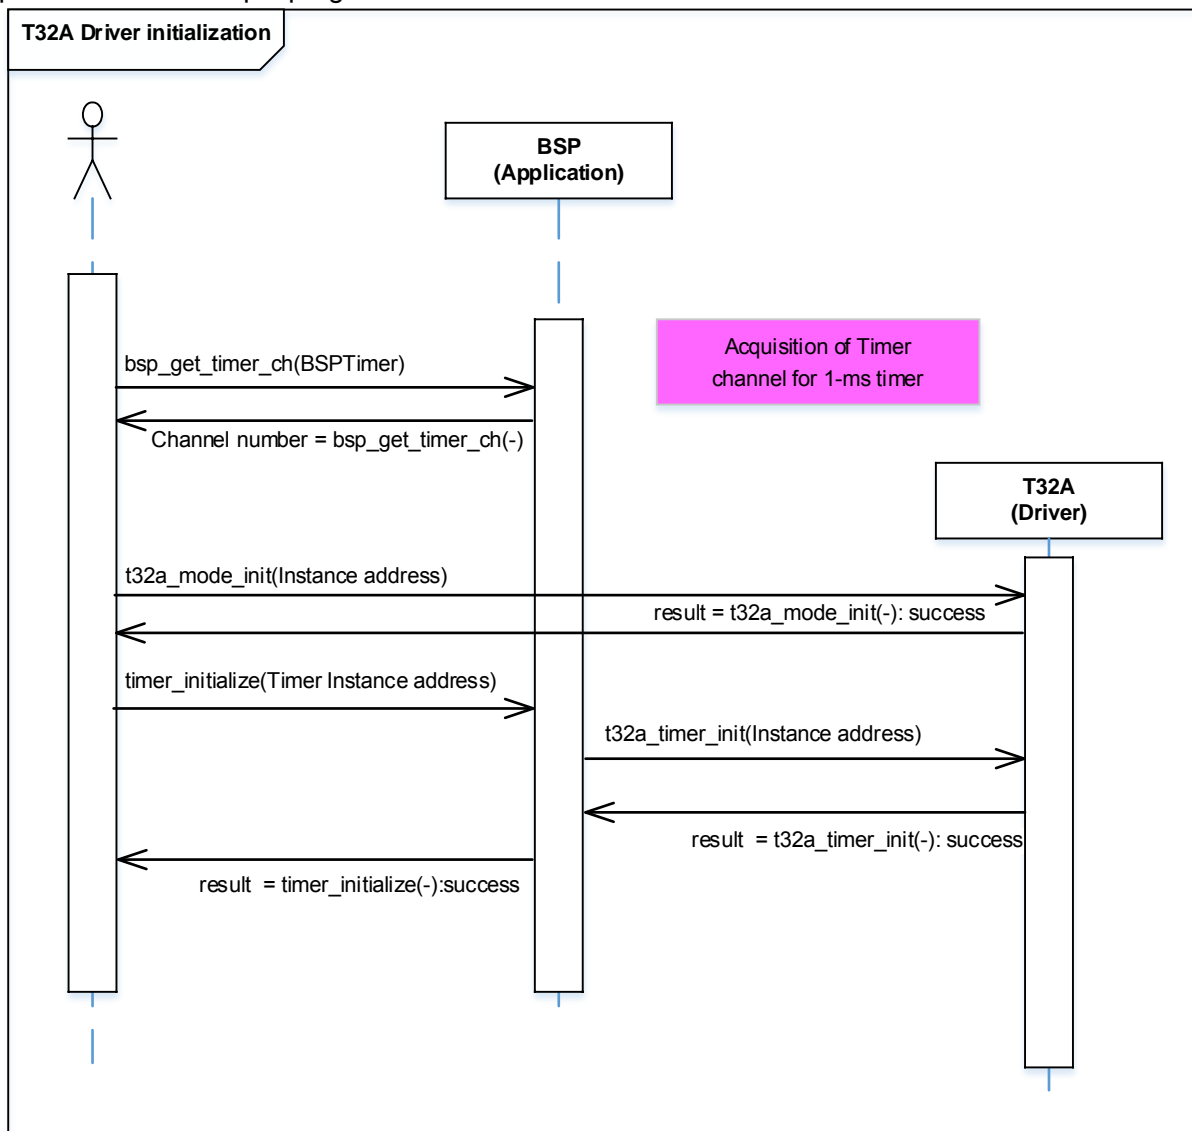 T32A Driver initialization
BSP
(Application)
Acquisition of Timer
channel for 1-ms timer
bsp_get_timer_ch(BSPTimer)
Channel number = bsp_get_timer_ch(-)
T32A
(Driver)
t32a_mode_init(Instance address)
result = t32a_mode_init(-): success
timer_initialize(Timer Instance address)
t32a_timer_init(Instance address)
result  = t32a_timer_init(-): success
result  = timer_initialize(-):success